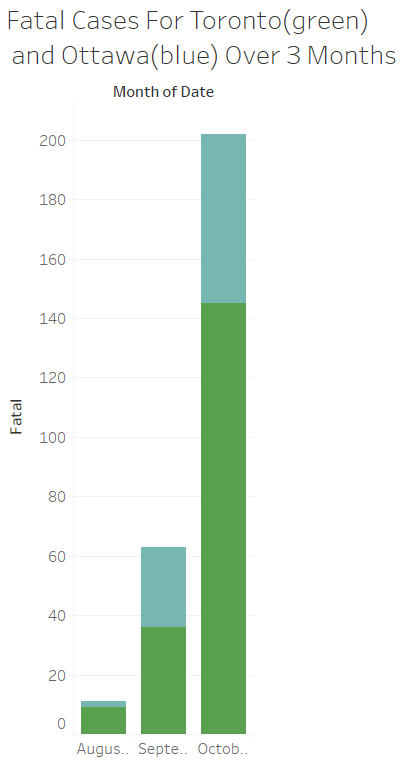 Fatal Cases For Toronto(green)
and Ottawa(blue) Over 3 Months
Month of Date
200
180
160
140
120
100
80
60
40
20
0
Fatal
Augus.. Septe.. Octob..